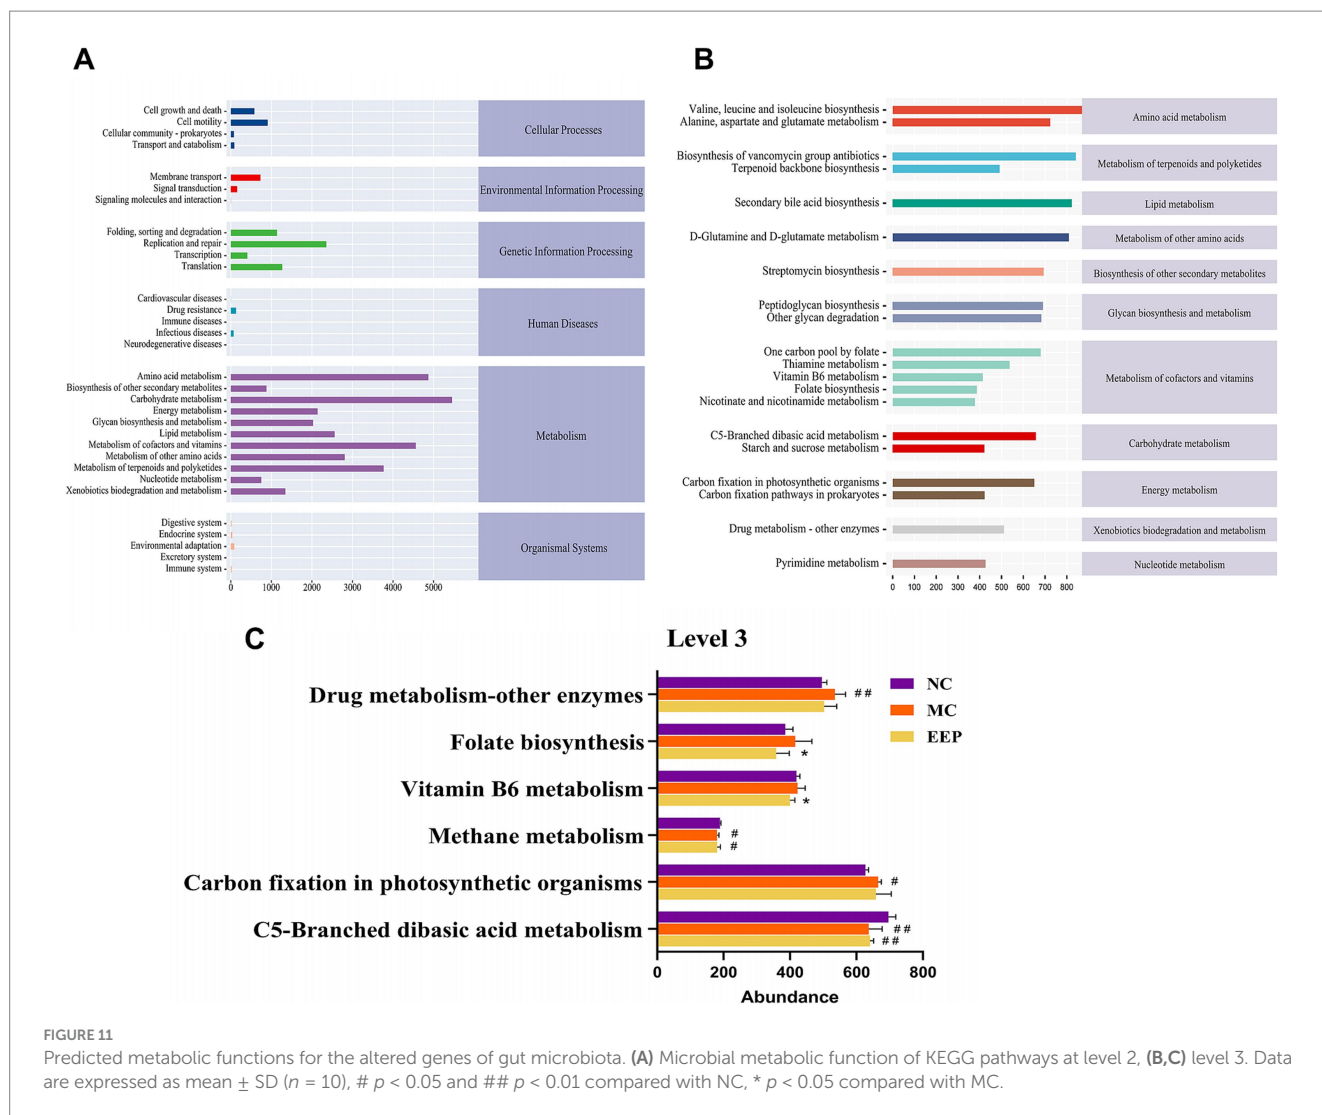 A
Cell growth and death
Cell motility
Cellular community - prokaryotes
Transport and catabolism
Cellular Processes
Membrane transport
Signal transduction
Signaling molecules and interaction
Environmental Information Processing
Folding, sorting and degradation
Replication and repair
Transcription
Translation
Genetic Information Processing
Cardiovascular diseases
Drug resistance
Immune diseases
Infectious diseases
Neurodegenerative diseases
Human Diseases
Amino acid metabolism
Biosynthesis of other secondary metabolites
Carbohydrate metabolism
Energy metabolism
Glycan biosynthesis and metabolism
Lipid metabolism
Metabolism of cofactors and vitamins
Metabolism of other amino acids
Metabolism of terpenoids and polyketides
Nucleotide metabolism
Xenobiotics biodegradation and metabolism
Metabolism
Digestive system
Endocrine system
Environmental adaptation
Excretory system
Immune system
Organismal Systems
0 1000 2000 3000 4000 5000
B
Valine, leucine and isoleucine biosynthesis
Alanine, aspartate and glutamate metabolism
Amino acid metabolism
Biosynthesis of vancomycin group antibiotics
Terpenoid backbone biosynthesis
Metabolism of terpenoids and polyketides
Secondary bile acid biosynthesis
Lipid metabolism
D-Glutamine and D-glutamate metabolism
Metabolism of other amino acids
Streptomycin biosynthesis
Biosynthesis of other secondary metabolites
Peptidoglycan biosynthesis
Other glycan degradation
Glycan biosynthesis and metabolism
One carbon pool by folate
Thiamine metabolism
Vitamin B6 metabolism
Folate biosynthesis
Nicotinate and nicotinamide metabolism
Metabolism of cofactors and vitamins
C5-Branched dibasic acid metabolism
Starch and sucrose metabolism
Carbohydrate metabolism
Carbon fixation in photosynthetic organisms
Carbon fixation pathways in prokaryotes
Energy metabolism
Drug metabolism - other enzymes
Xenobiotics biodegradation and metabolism
Pyrimidine metabolism
Nucleotide metabolism
0 100 200 300 400 500 600 700 800
C
Level 3
Drug metabolism-other enzymes
##
Folate biosynthesis
*
Vitamin B6 metabolism
*
Methane metabolism
#
#
Carbon fixation in photosynthetic organisms
#
C5-Branched dibasic acid metabolism
##
##
NC
MC
EEP
0 200 400 600 800
Abundance
FIGURE 11
Predicted metabolic functions for the altered genes of gut microbiota. (A) Microbial metabolic function of KEGG pathways at level 2, (B,C) level 3. Data
are expressed as mean ± SD (n = 10), # p < 0.05 and ## p < 0.01 compared with NC, * p < 0.05 compared with MC.